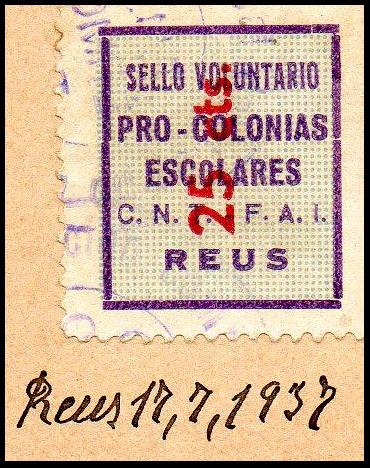 SELLO VOLUNTARIO
PRO-COLONIAS
ESCOLARES
C. N. T. F. A. I.
REUS
25 cts.
Reus 17,7,1937